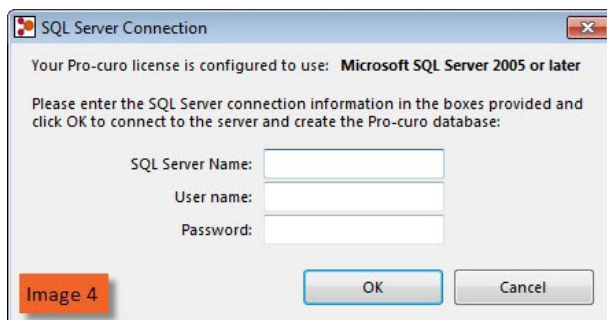 SQL Server Connection
Your Pro-curo license is configured to use: Microsoft SQL Server 2005 or later
Please enter the SQL Server connection information in the boxes provided and
click OK to connect to the server and create the Pro-curo database:
SQL Server Name:
User name:
Password:
OK
Cancel
Image 4